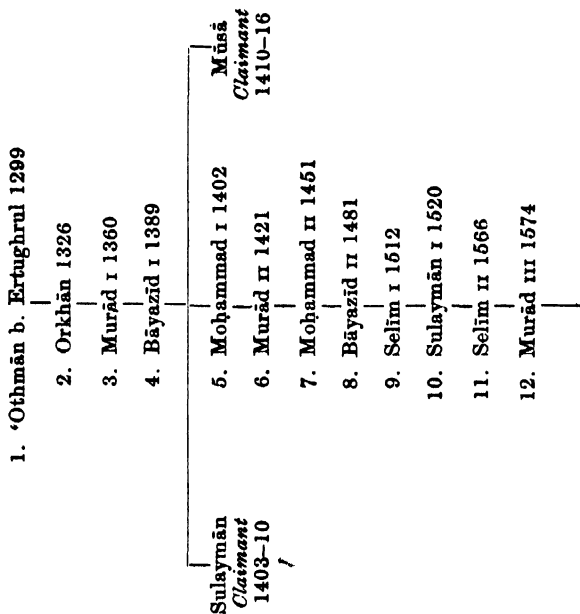 1. ʻOthmān b. Ertughrul 1299
2. Orkhān 1326
3. Murād I 1360
4. Bāyazīd I 1389
Sulaymān
Claimant
1403–10
5. Moḥammad I 1402
Mūsā
Claimant
1410–16
6. Murād II 1421
7. Moḥammad II 1451
8. Bāyazīd II 1481
9. Selīm I 1512
10. Sulaymān I 1520
11. Selīm II 1566
12. Murād III 1574